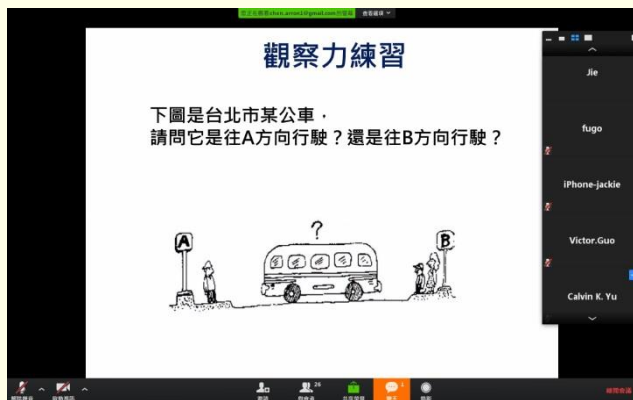 觀察力練習
下圖是台北市某公車，
請問它是往A方向行駛？還是往B方向行駛？
?
A
B
Jie
fugo
iPhone-jackie
Victor.Guo
Calvin K. Yu
26